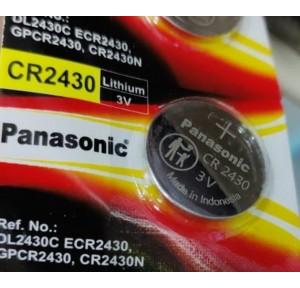 DL2430C ECR2430,
GPCR2430, CR2430N
CR2430
Lithium
3V
Panasonic
Panasonic
CR 2430
3V
Made in Indonesia
Ref. No.:
DL2430C ECR2430,
GPCR2430, CR2430N